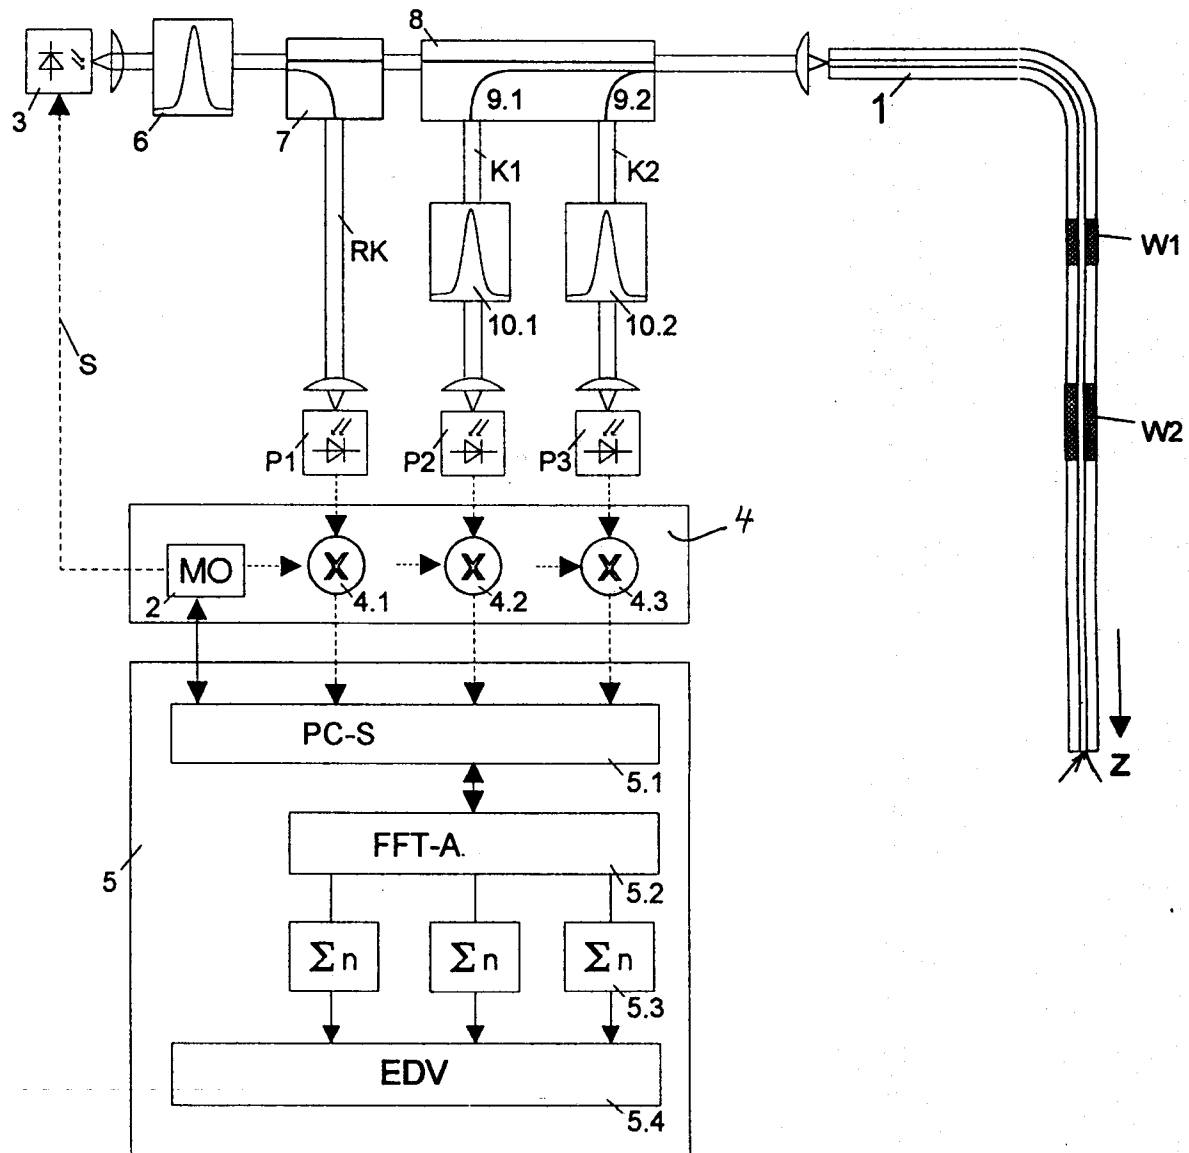 8
3
6
7
9.1
9.2
1
K1
K2
RK
W1
10.1
10.2
S
W2
P1
P2
P3
4
MO
X
X
X
2
4.1
4.2
4.3
PC-S
5.1
Z
FFT-A.
5
5.2
Σn
Σn
Σn
5.3
EDV
5.4